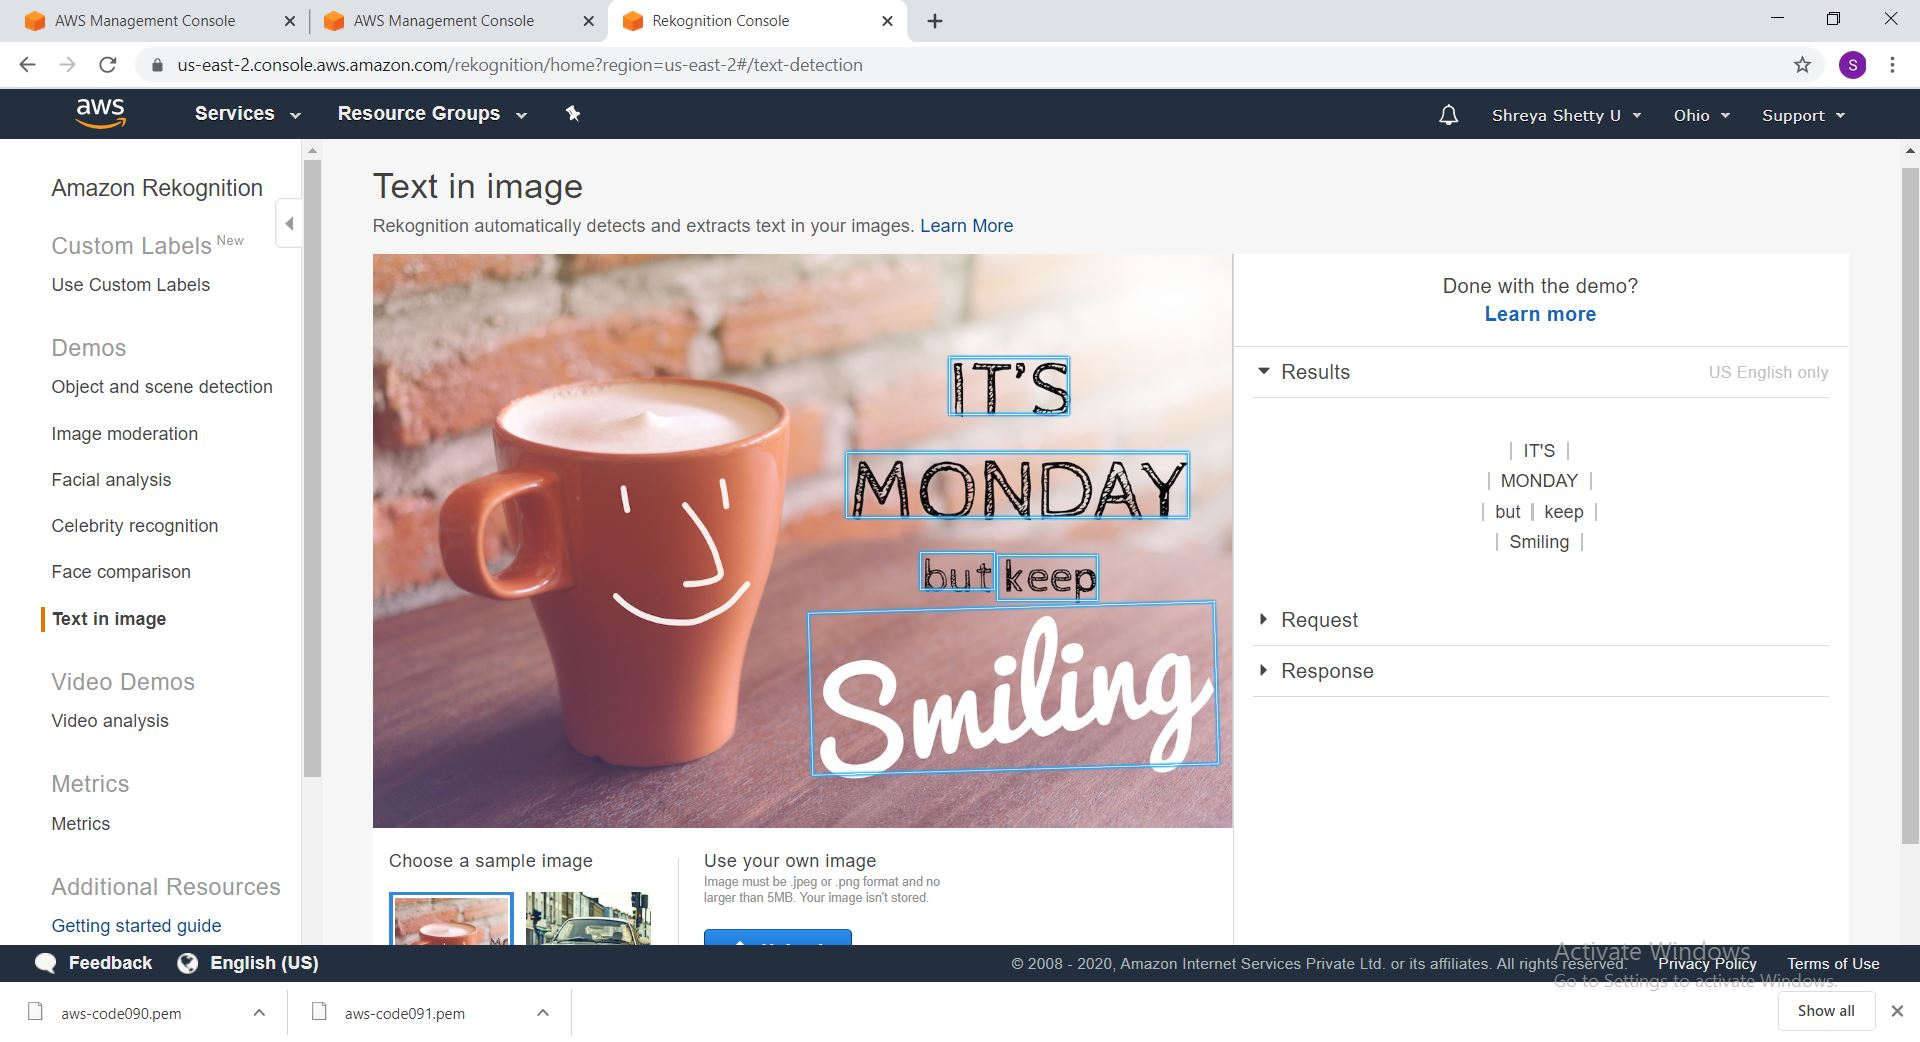 AWS Management Console
AWS Management Console
Rekognition Console
us-east-2.console.aws.amazon.com/rekognition/home?region=us-east-2#/text-detection
S
aws
Services
Resource Groups
Shreya Shetty U
Ohio
Support
Amazon Rekognition
Custom Labels New
Use Custom Labels
Demos
Object and scene detection
Image moderation
Facial analysis
Celebrity recognition
Face comparison
Text in image
Video Demos
Video analysis
Metrics
Metrics
Additional Resources
Getting started guide
Text in image
Rekognition automatically detects and extracts text in your images. Learn More
IT'S
MONDAY
but keep
Smiling
Done with the demo?
Learn more
Results
US English only
| IT'S |
| MONDAY |
| but | keep |
| Smiling |
Request
Response
Choose a sample image
Use your own image
Image must be .jpeg or .png format and no
larger than 5MB. Your image isn't stored.
Feedback
English (US)
© 2008 - 2020, Amazon Internet Services Private Ltd. or its affiliates. All rights reserved.
Privacy Policy
Terms of Use
Activate Windows
Go to Settings to activate Windows.
aws-code090.pem
aws-code091.pem
Show all